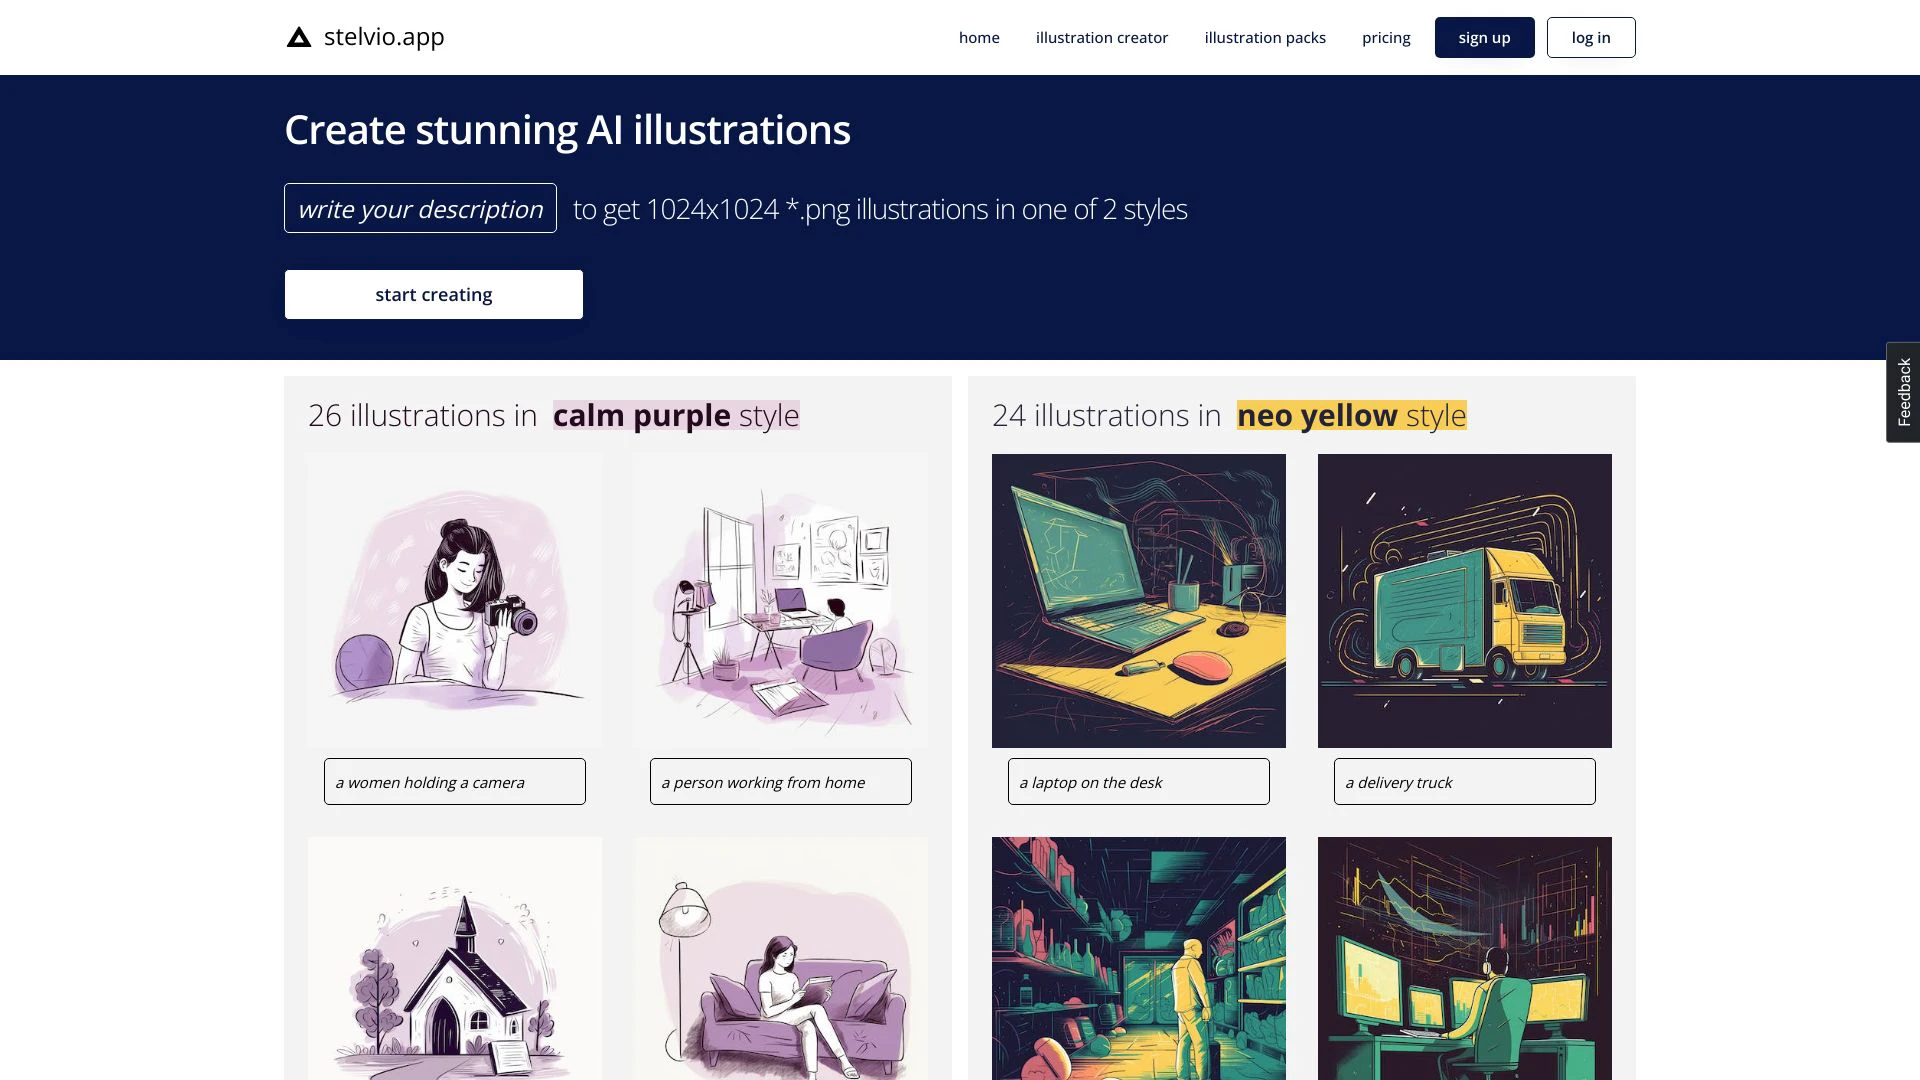 stelvio.app
home
illustration creator
illustration packs
pricing
sign up
log in
Create stunning AI illustrations
write your description to get 1024x1024 *.png illustrations in one of 2 styles
start creating
Feedback
26 illustrations in calm purple style
a women holding a camera
a person working from home
24 illustrations in neo yellow style
a laptop on the desk
a delivery truck